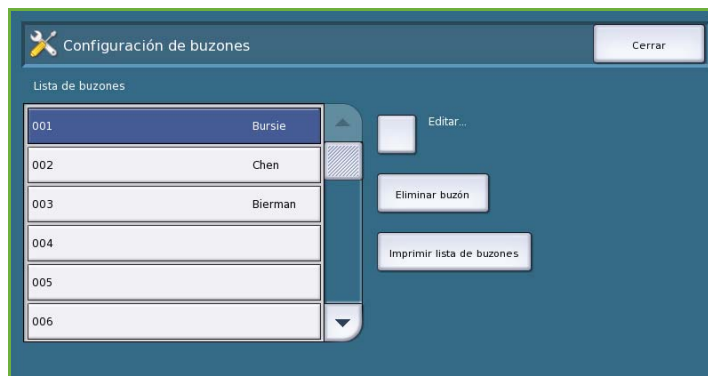 Configuración de buzones
Cerrar
Lista de buzones
001 Bursie
002 Chen
003 Bierman
004
005
006
Editar...
Eliminar buzón
Imprimir lista de buzones